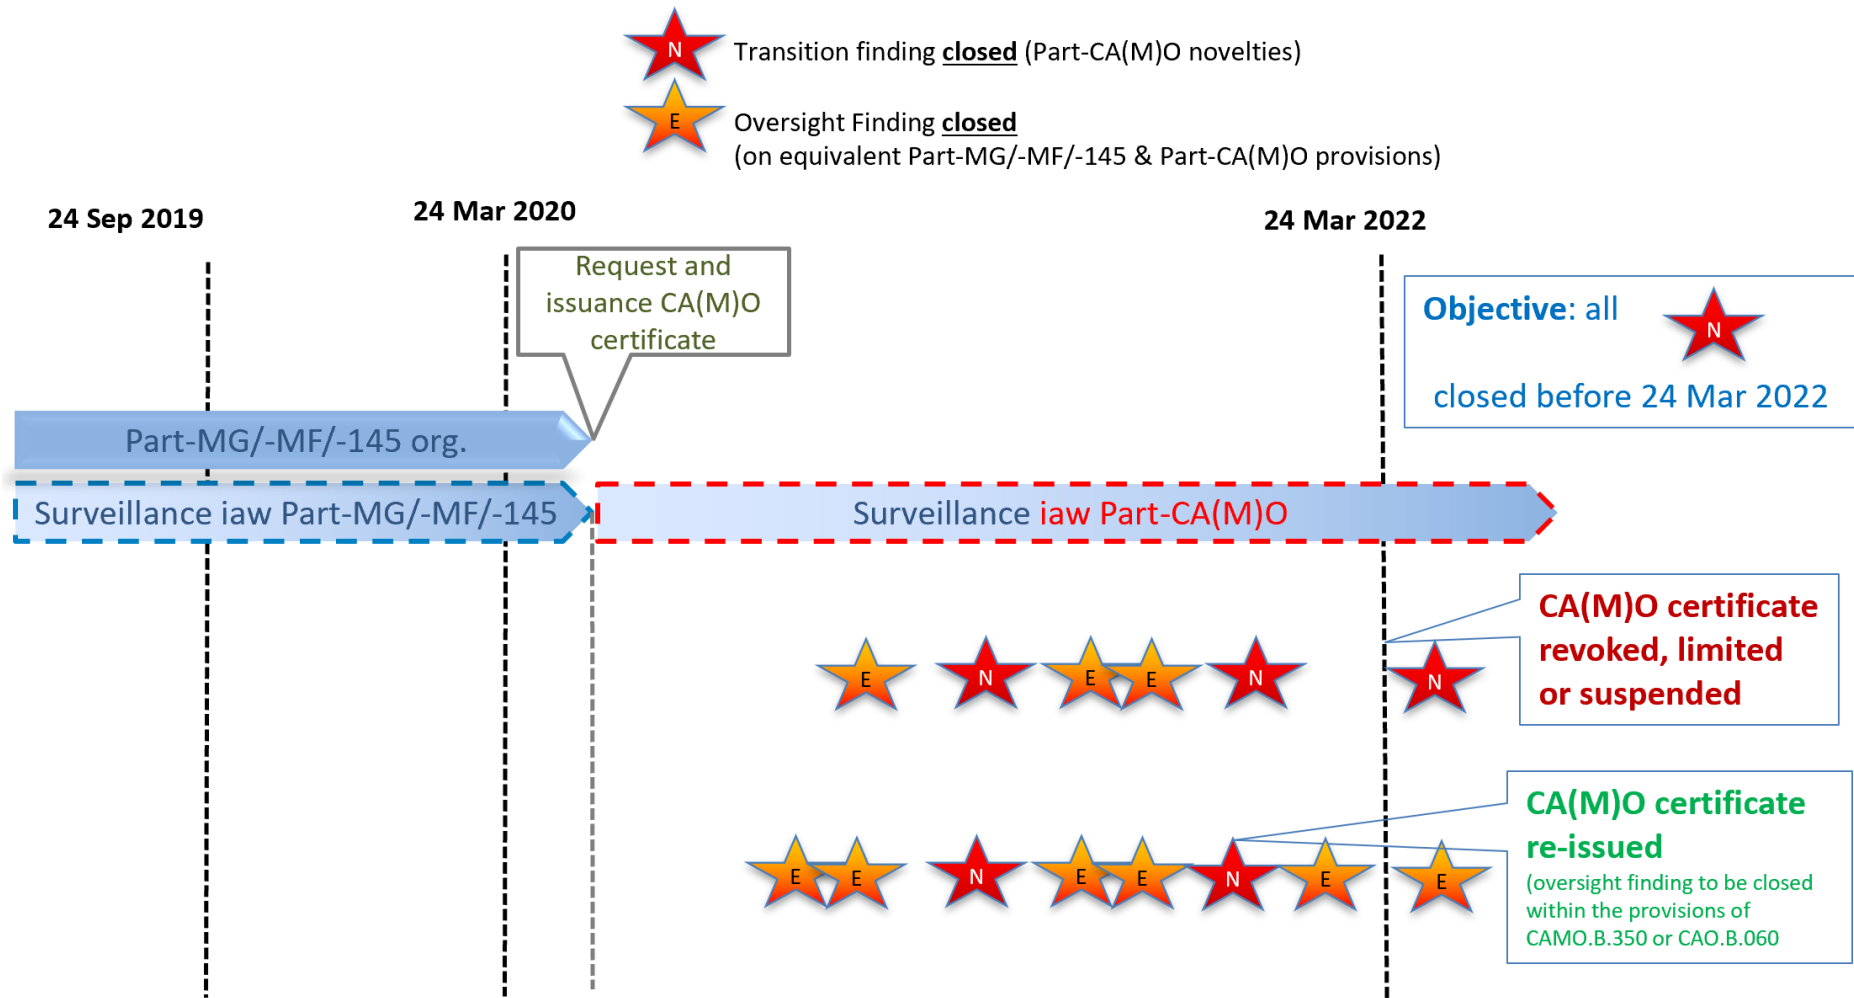 N
Transition finding closed (Part-CA(M)O novelties)
E
Oversight Finding closed
(on equivalent Part-MG/-MF/-145 & Part-CA(M)O provisions)
24 Sep 2019
24 Mar 2020
24 Mar 2022
Request and
issuance CA(M)O
certificate
Objective: all
N
closed before 24 Mar 2022
Part-MG/-MF/-145 org.
Surveillance iaw Part-MG/-MF/-145
Surveillance iaw Part-CA(M)O
CA(M)O certificate
revoked, limited
or suspended
E N E E N N
CA(M)O certificate
re-issued
(oversight finding to be closed
within the provisions of
CAMO.B.350 or CAO.B.060
E E N E E N E E